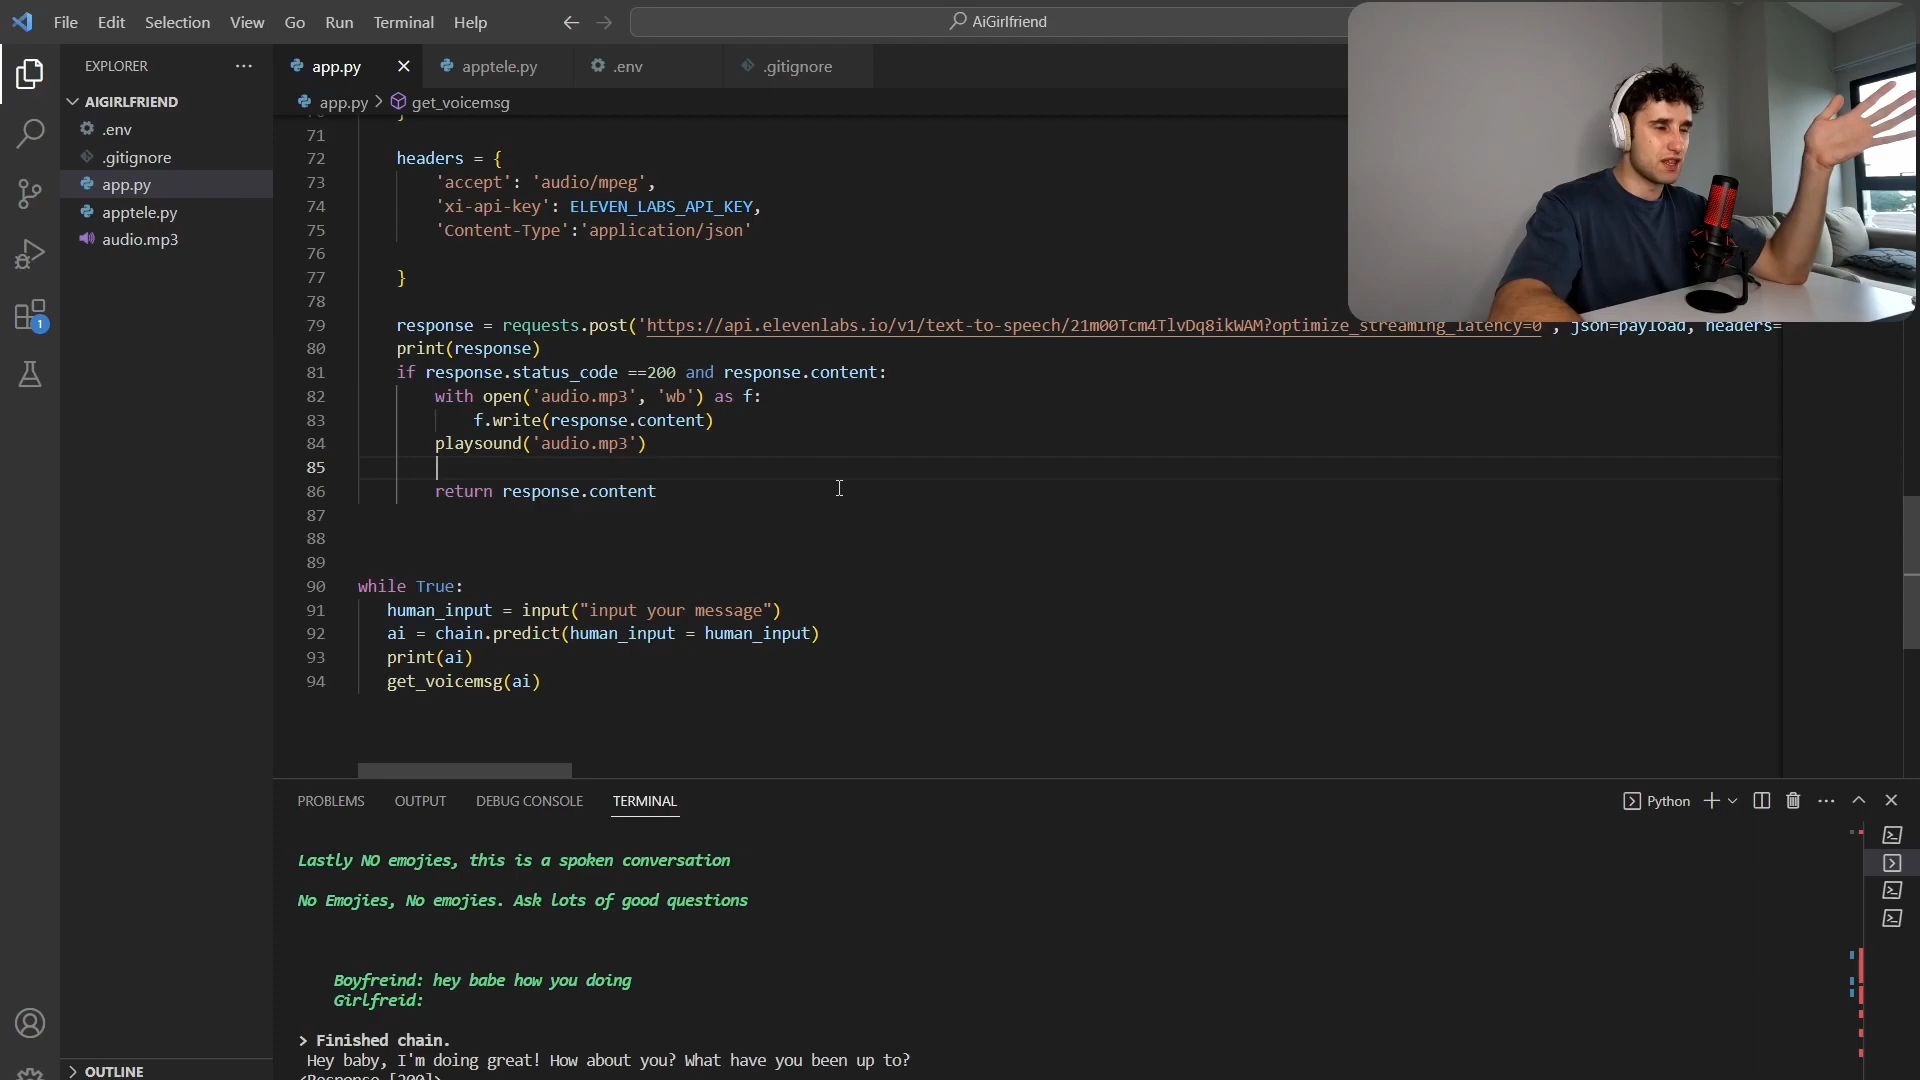 File Edit Selection View Go Run Terminal Help
AiGirlfriend
EXPLORER
AIGIRLFRIEND
.env
.gitignore
app.py
apptele.py
audio.mp3
OUTLINE
app.py apptele.py .env .gitignore
app.py > get_voicemsg
71
72 headers = {
73 'accept': 'audio/mpeg',
74 'xi-api-key': ELEVEN_LABS_API_KEY,
75 'Content-Type':'application/json'
76
77 }
78
79 response = requests.post('https://api.elevenlabs.io/v1/text-to-speech/21m00Tcm4TlvDq8ikWAM?optimize_streaming_latency=0', json=payload, headers=
80 print(response)
81 if response.status_code ==200 and response.content:
82 with open('audio.mp3', 'wb') as f:
83 f.write(response.content)
84 playsound('audio.mp3')
85
86 return response.content
87
88
89
90 while True:
91 human_input = input("input your message")
92 ai = chain.predict(human_input = human_input)
93 print(ai)
94 get_voicemsg(ai)
PROBLEMS OUTPUT DEBUG CONSOLE TERMINAL
Python
1
Lastly NO emojies, this is a spoken conversation
No Emojies, No emojies. Ask lots of good questions
Boyfreind: hey babe how you doing
Girlfreid:
> Finished chain.
Hey baby, I'm doing great! How about you? What have you been up to?
<Response [200]>